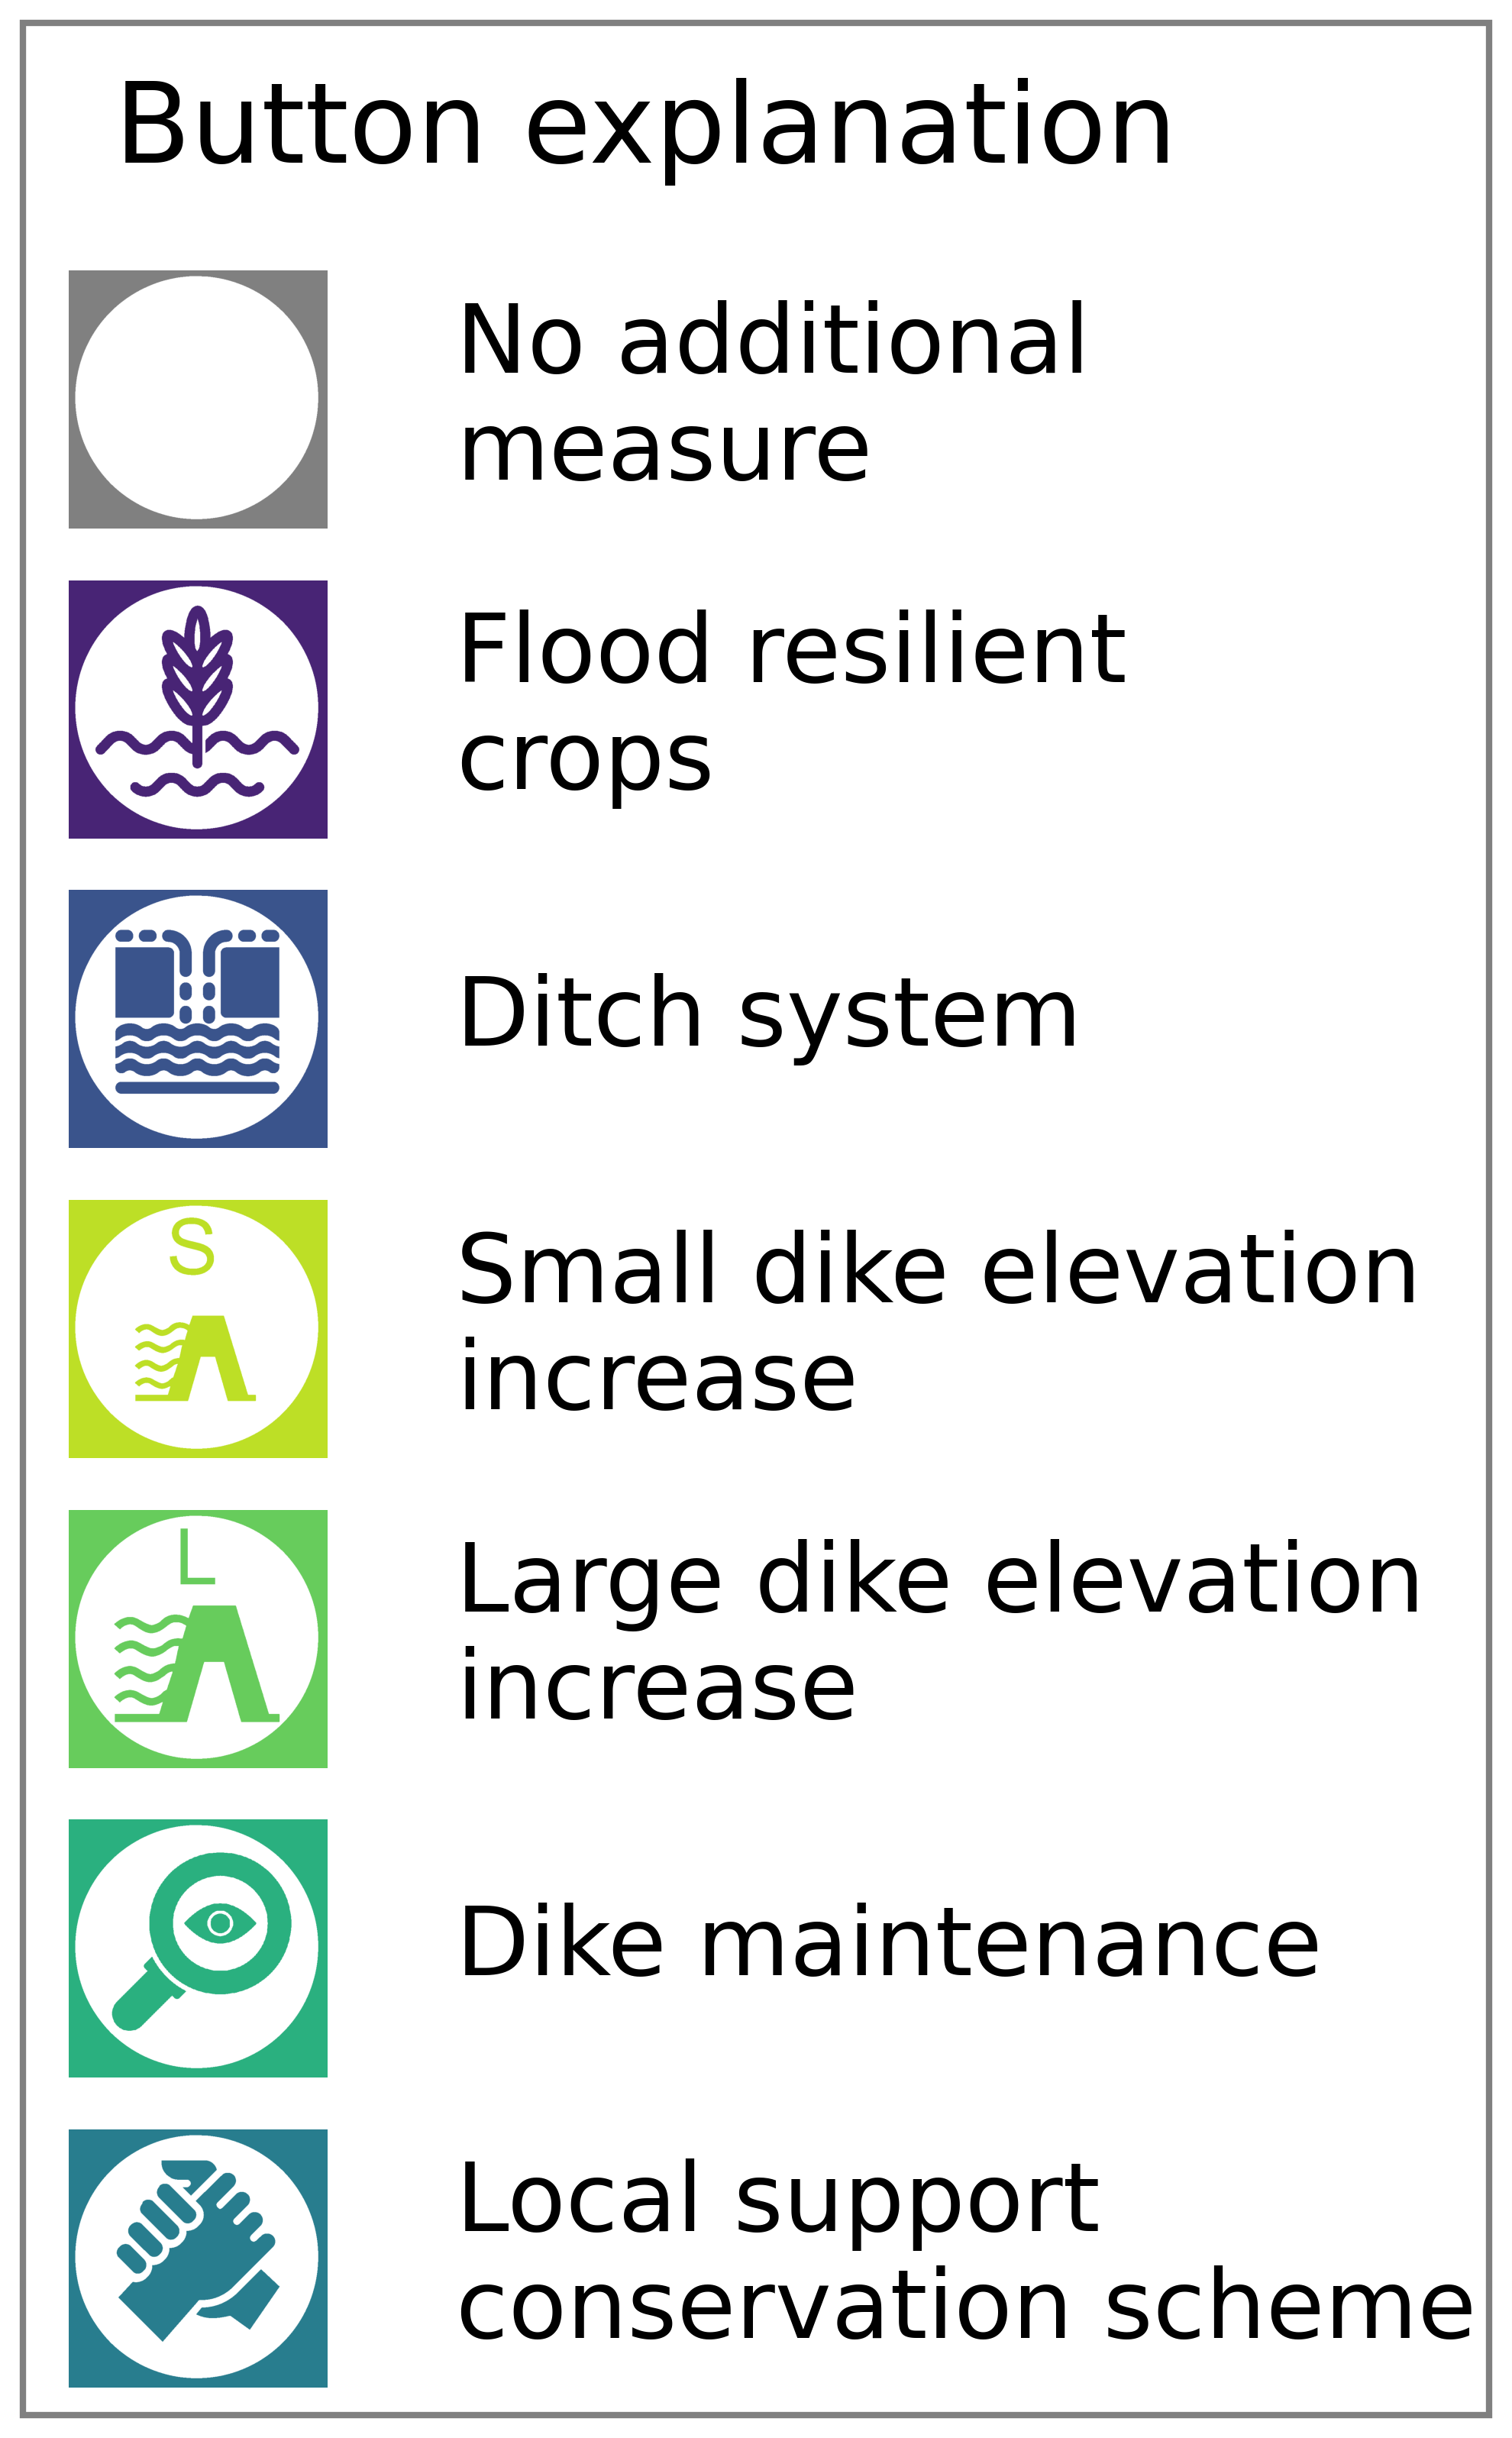 Button explanation
No additional
measure
Flood resilient
crops
Ditch system
S
Small dike elevation
increase
L
Large dike elevation
increase
Dike maintenance
Local support
conservation scheme